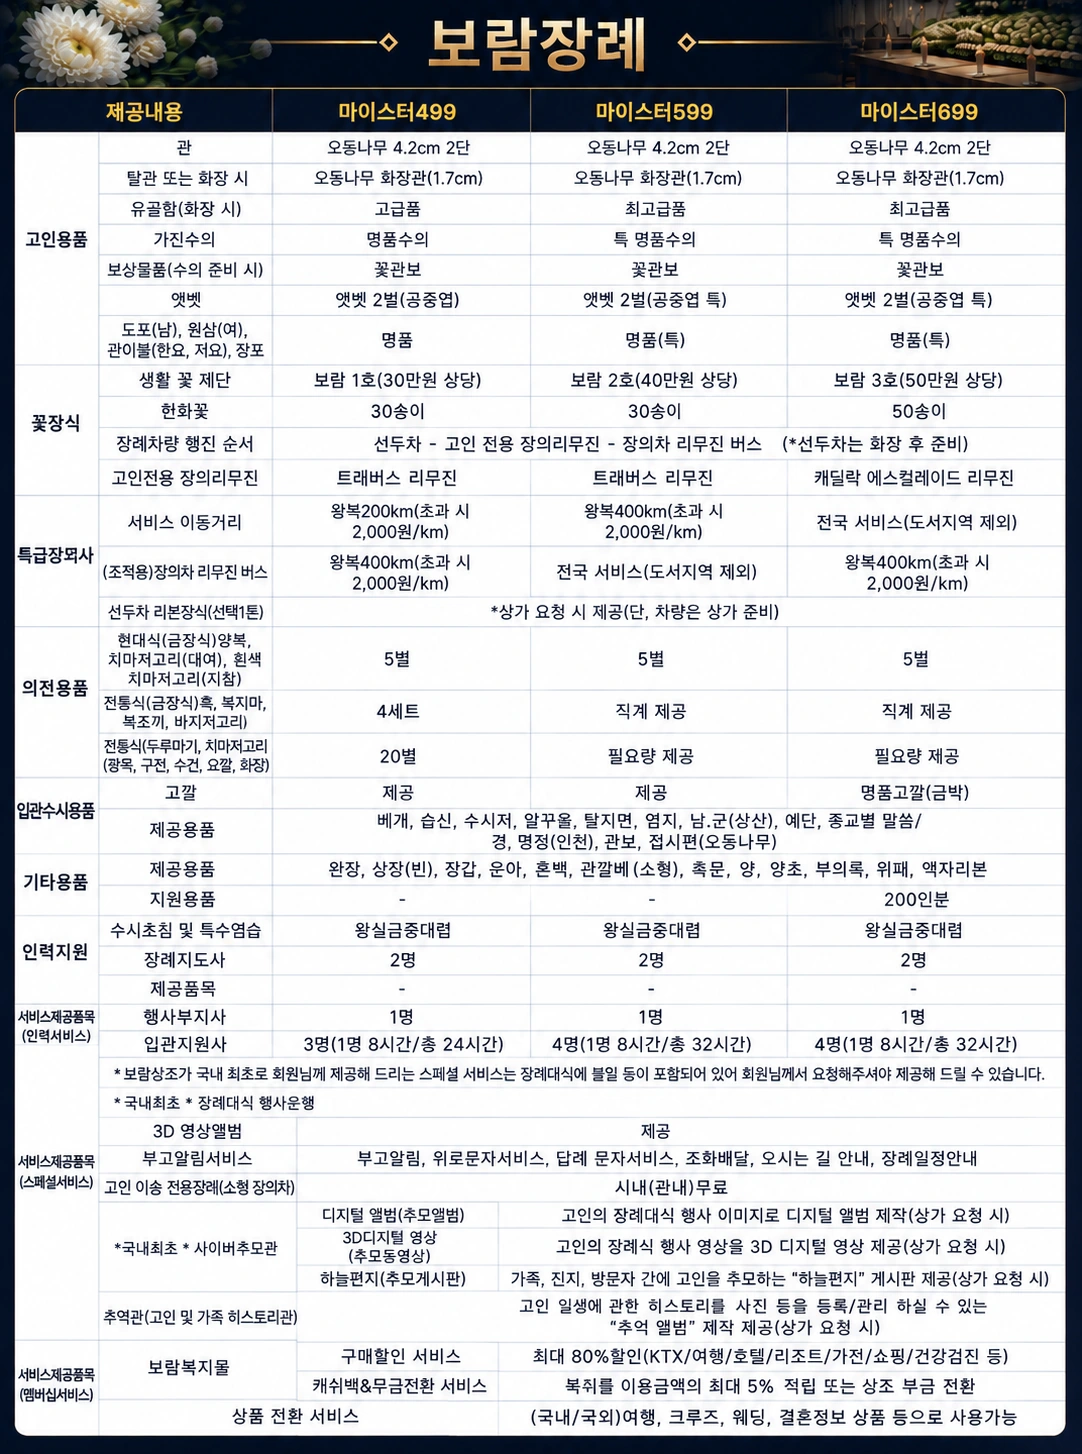 보람장례
제공내용 마이스터499 마이스터599 마이스터699
고인용품
관 오동나무 4.2cm 2단 오동나무 4.2cm 2단 오동나무 4.2cm 2단
탈관 또는 화장 시 오동나무 화장관(1.7cm) 오동나무 화장관(1.7cm) 오동나무 화장관(1.7cm)
유골함(화장 시) 고급품 최고급품 최고급품
가진수의 명품수의 특 명품수의 특 명품수의
보상물품(수의 준비 시) 꽃관보 꽃관보 꽃관보
앳벳 앳벳 2벌(공중엽) 앳벳 2벌(공중엽 특) 앳벳 2벌(공중엽 특)
도포(남), 원삼(여),
관이불(한요, 저요), 장포 명품 명품(특) 명품(특)
꽃장식
생활 꽃 제단 보람 1호(30만원 상당) 보람 2호(40만원 상당) 보람 3호(50만원 상당)
헌화꽃 30송이 30송이 50송이
장례차량 행진 순서 선두차 - 고인 전용 장의리무진 - 장의차 리무진 버스 (*선두차는 화장 후 준비)
고인전용 장의리무진 트래버스 리무진 트래버스 리무진 캐딜락 에스컬레이드 리무진
서비스 이동거리 왕복200km(초과 시
2,000원/km) 왕복400km(초과 시
2,000원/km) 전국 서비스(도서지역 제외)
(조적용)장의차 리무진 버스 왕복400km(초과 시
2,000원/km) 전국 서비스(도서지역 제외) 왕복400km(초과 시
2,000원/km)
선두차 리본장식(선택1톤) *상가 요청 시 제공(단, 차량은 상가 준비)
의전용품
현대식(금장식)양복,
치마저고리(대여), 흰색
치마저고리(지참) 5별 5벌 5벌
전통식(금장식)흑, 복지마,
복조끼, 바지저고리) 4세트 직계 제공 직계 제공
전통식(두루마기, 치마저고리
(광목, 구전, 수건, 요깔, 화장) 20별 필요량 제공 필요량 제공
입관수시용품
고깔 제공 제공 명품고깔(금박)
제공용품 베개, 습신, 수시저, 알꾸올, 탈지면, 염지, 남.군(상산), 예단, 종교별 말씀/
경, 명정(인천), 관보, 접시편(오동나무)
기타용품
제공용품 완장, 상장(빈), 장갑, 운아, 혼백, 관깔베(소형), 촉문, 양, 양초, 부의록, 위패, 액자리본
지원용품 - - 200인분
인력지원
수시초침 및 특수염습 왕실금중대렵 왕실금중대렵 왕실금중대렵
장례지도사 2명 2명 2명
제공품목 - - -
서비스제공품목
(인력서비스)
행사부지사 1명 1명 1명
입관지원사 3명(1명 8시간/총 24시간) 4명(1명 8시간/총 32시간) 4명(1명 8시간/총 32시간)
서비스제공품목
(스페셜서비스)
* 보람상조가 국내 최초로 회원님께 제공해 드리는 스페셜 서비스는 장례대식에 불일 등이 포함되어 있어 회원님께서 요청해주셔야 제공해 드릴 수 있습니다.
* 국내최초 * 장례대식 행사운행
3D 영상앨범 제공
부고알림서비스 부고알림, 위로문자서비스, 답례 문자서비스, 조화배달, 오시는 길 안내, 장례일정안내
고인 이송 전용장례(소형 장의차) 시내(관내)무료
*국내최초 * 사이버추모관
디지털 앨범(추모앨범) 고인의 장례대식 행사 이미지로 디지털 앨범 제작(상가 요청 시)
3D디지털 영상
(추모동영상) 고인의 장례식 행사 영상을 3D 디지털 영상 제공(상가 요청 시)
하늘편지(추모게시판) 가족, 진지, 방문자 간에 고인을 추모하는 "하늘편지" 게시판 제공(상가 요청 시)
추역관(고인 및 가족 히스토리관) 고인 일생에 관한 히스토리를 사진 등을 등록/관리 하실 수 있는
"추억 앨범" 제작 제공(상가 요청 시)
서비스제공품목
(멤버십서비스)
보람복지몰
구매할인 서비스 최대 80%할인(KTX/여행/호텔/리조트/가전/쇼핑/건강검진 등)
캐쉬백&무금전환 서비스 복쥐를 이용금액의 최대 5% 적립 또는 상조 부금 전환
상품 전환 서비스 (국내/국외)여행, 크루즈, 웨딩, 결혼정보 상품 등으로 사용가능